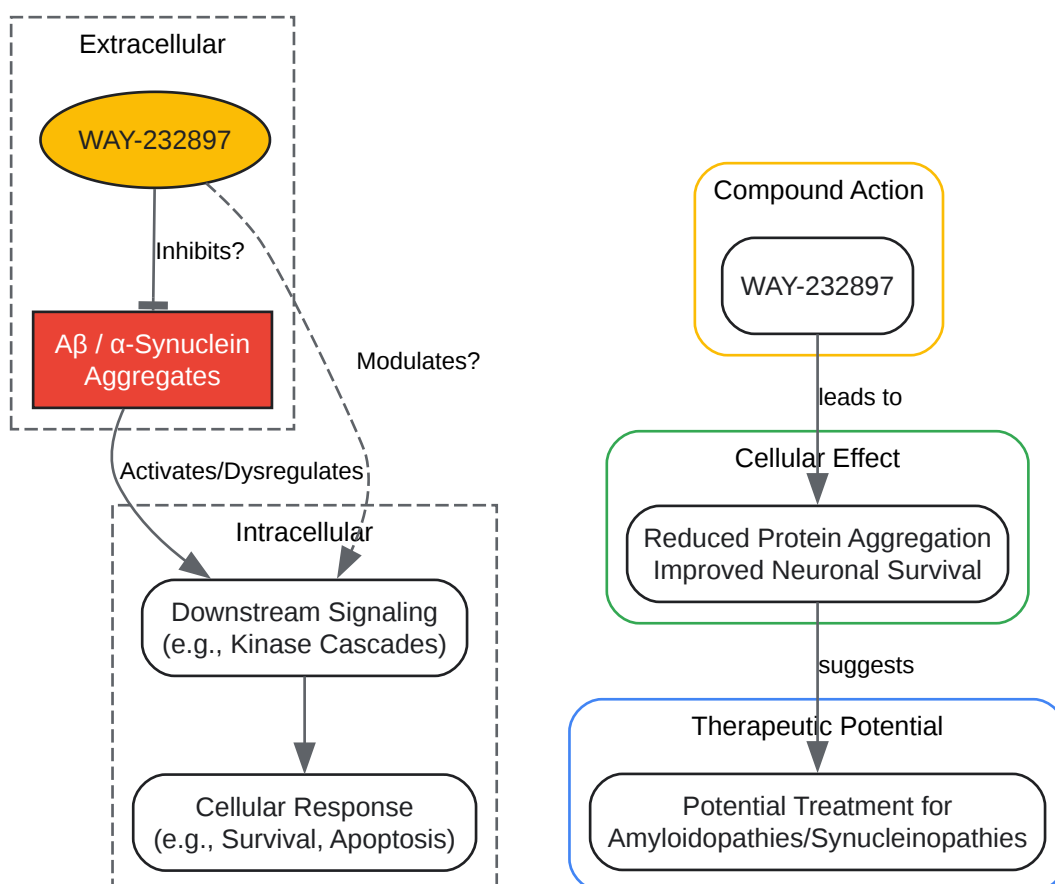 Extracellular
WAY-232897
Inhibits?
Aβ / α-Synuclein
Aggregates
Modulates?
Activates/Dysregulates
Intracellular
Downstream Signaling
(e.g., Kinase Cascades)
Cellular Response
(e.g., Survival, Apoptosis)
Compound Action
WAY-232897
leads to
Cellular Effect
Reduced Protein Aggregation
Improved Neuronal Survival
suggests
Therapeutic Potential
Potential Treatment for
Amyloidopathies/Synucleinopathies